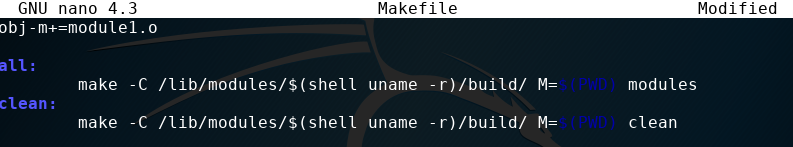 GNU nano 4.3 Makefile Modified
obj-m+=module1.o
all:
make -C /lib/modules/$(shell uname -r)/build/ M=$(PWD) modules
clean:
make -C /lib/modules/$(shell uname -r)/build/ M=$(PWD) clean